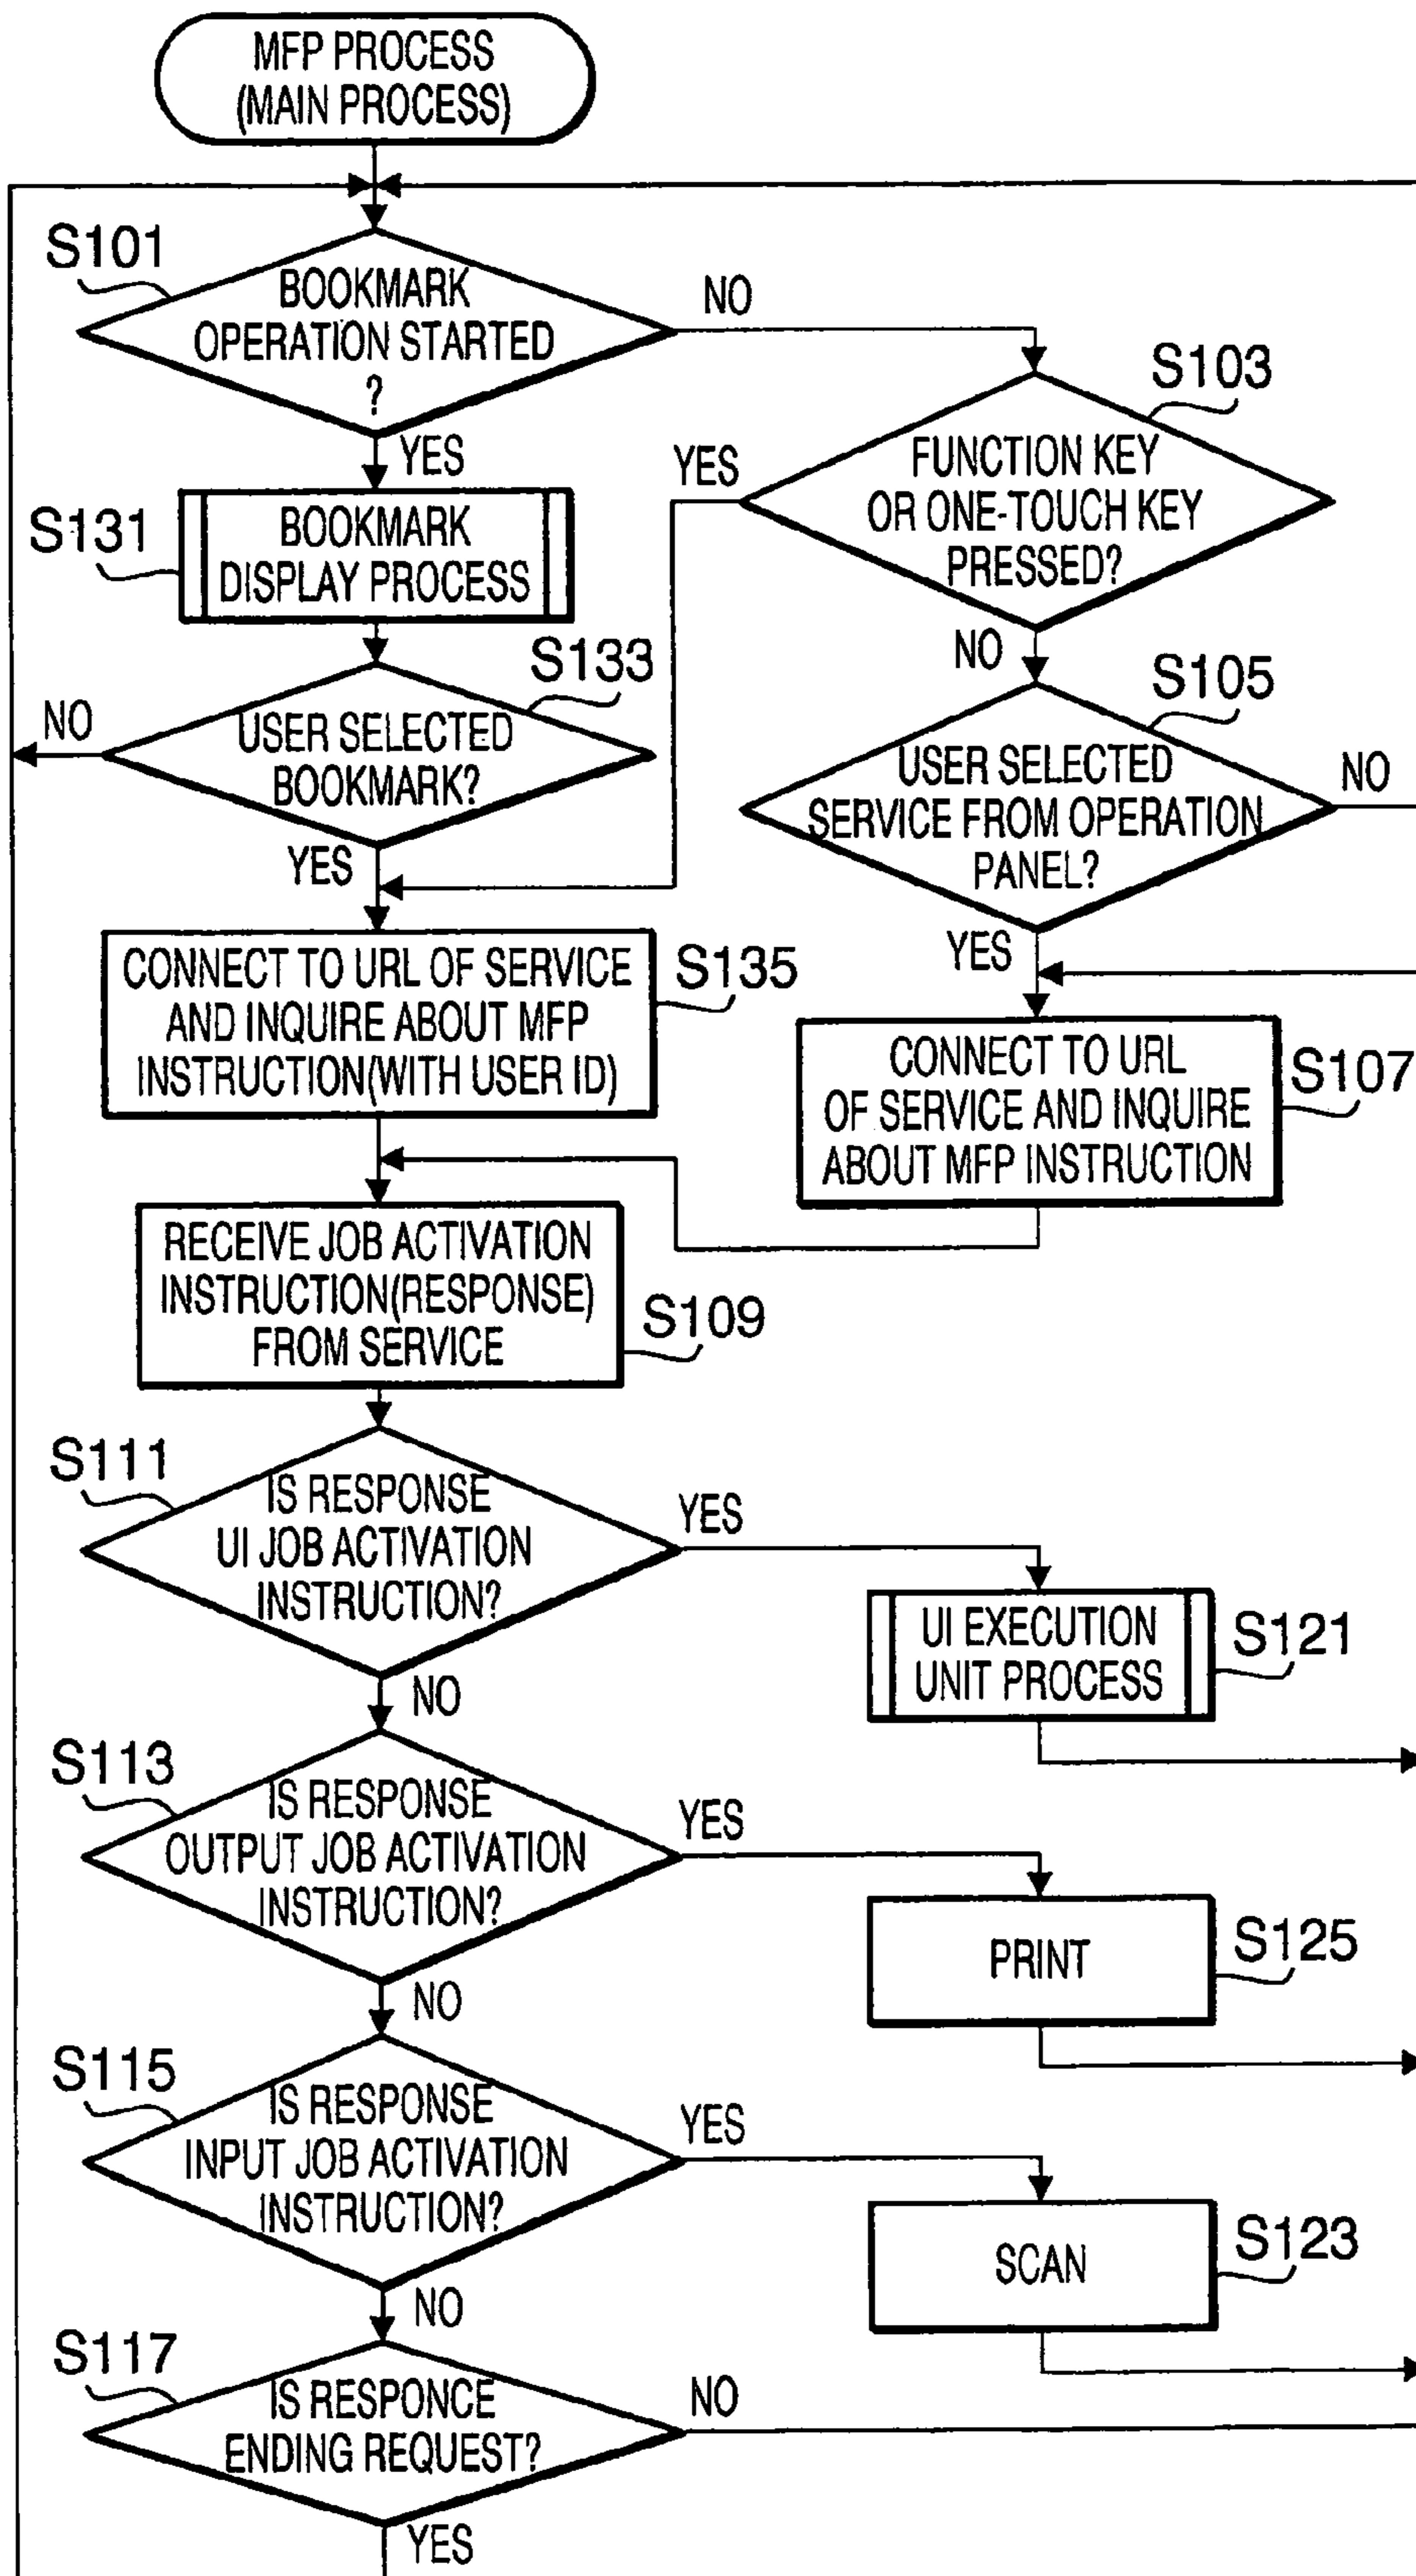 MFP PROCESS
(MAIN PROCESS)
S101
BOOKMARK
OPERATION STARTED
?
NO
YES
S103
FUNCTION KEY
OR ONE-TOUCH KEY
PRESSED?
YES
NO
S131
BOOKMARK
DISPLAY PROCESS
S133
USER SELECTED
BOOKMARK?
NO
YES
S105
USER SELECTED
SERVICE FROM OPERATION
PANEL?
NO
YES
CONNECT TO URL OF SERVICE
AND INQUIRE ABOUT MFP
INSTRUCTION(WITH USER ID)
S135
CONNECT TO URL
OF SERVICE AND INQUIRE
ABOUT MFP INSTRUCTION
S107
RECEIVE JOB ACTIVATION
INSTRUCTION(RESPONSE)
FROM SERVICE
S109
S111
IS RESPONSE
UI JOB ACTIVATION
INSTRUCTION?
YES
NO
UI EXECUTION
UNIT PROCESS
S121
S113
IS RESPONSE
OUTPUT JOB ACTIVATION
INSTRUCTION?
YES
NO
PRINT
S125
S115
IS RESPONSE
INPUT JOB ACTIVATION
INSTRUCTION?
YES
NO
SCAN
S123
S117
IS RESPONCE
ENDING REQUEST?
NO
YES